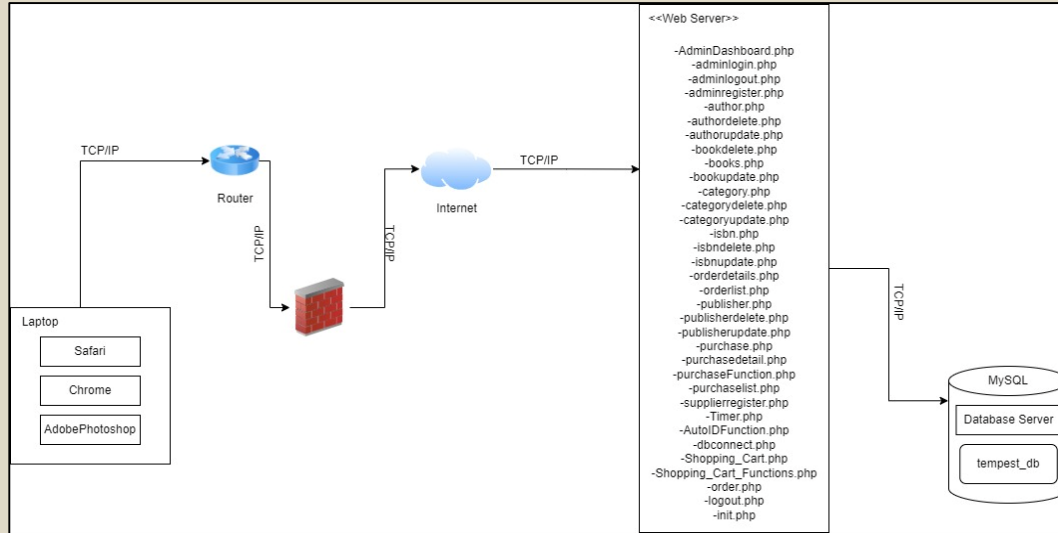 <<Web Server>>
-AdminDashboard.php
-adminlogin.php
-adminlogout.php
-adminregister.php
-author.php
-authordelete.php
-authorupdate.php
-bookdelete.php
-books.php
-bookupdate.php
-category.php
-categorydelete.php
-categoryupdate.php
-isbn.php
-isbndelete.php
-isbnupdate.php
-orderdetails.php
-orderlist.php
-publisher.php
-publisherdelete.php
-publisherupdate.php
-purchase.php
-purchasedetail.php
-purchaseFunction.php
-purchaselist.php
-supplierregister.php
-Timer.php
-AutoIDFunction.php
-dbconnect.php
-Shopping_Cart.php
-Shopping_Cart_Functions.php
-order.php
-logout.php
-init.php
TCP/IP
Router
TCP/IP
TCP/IP
Internet
TCP/IP
TCP/IP
Laptop
Safari
Chrome
AdobePhotoshop
MySQL
Database Server
tempest_db